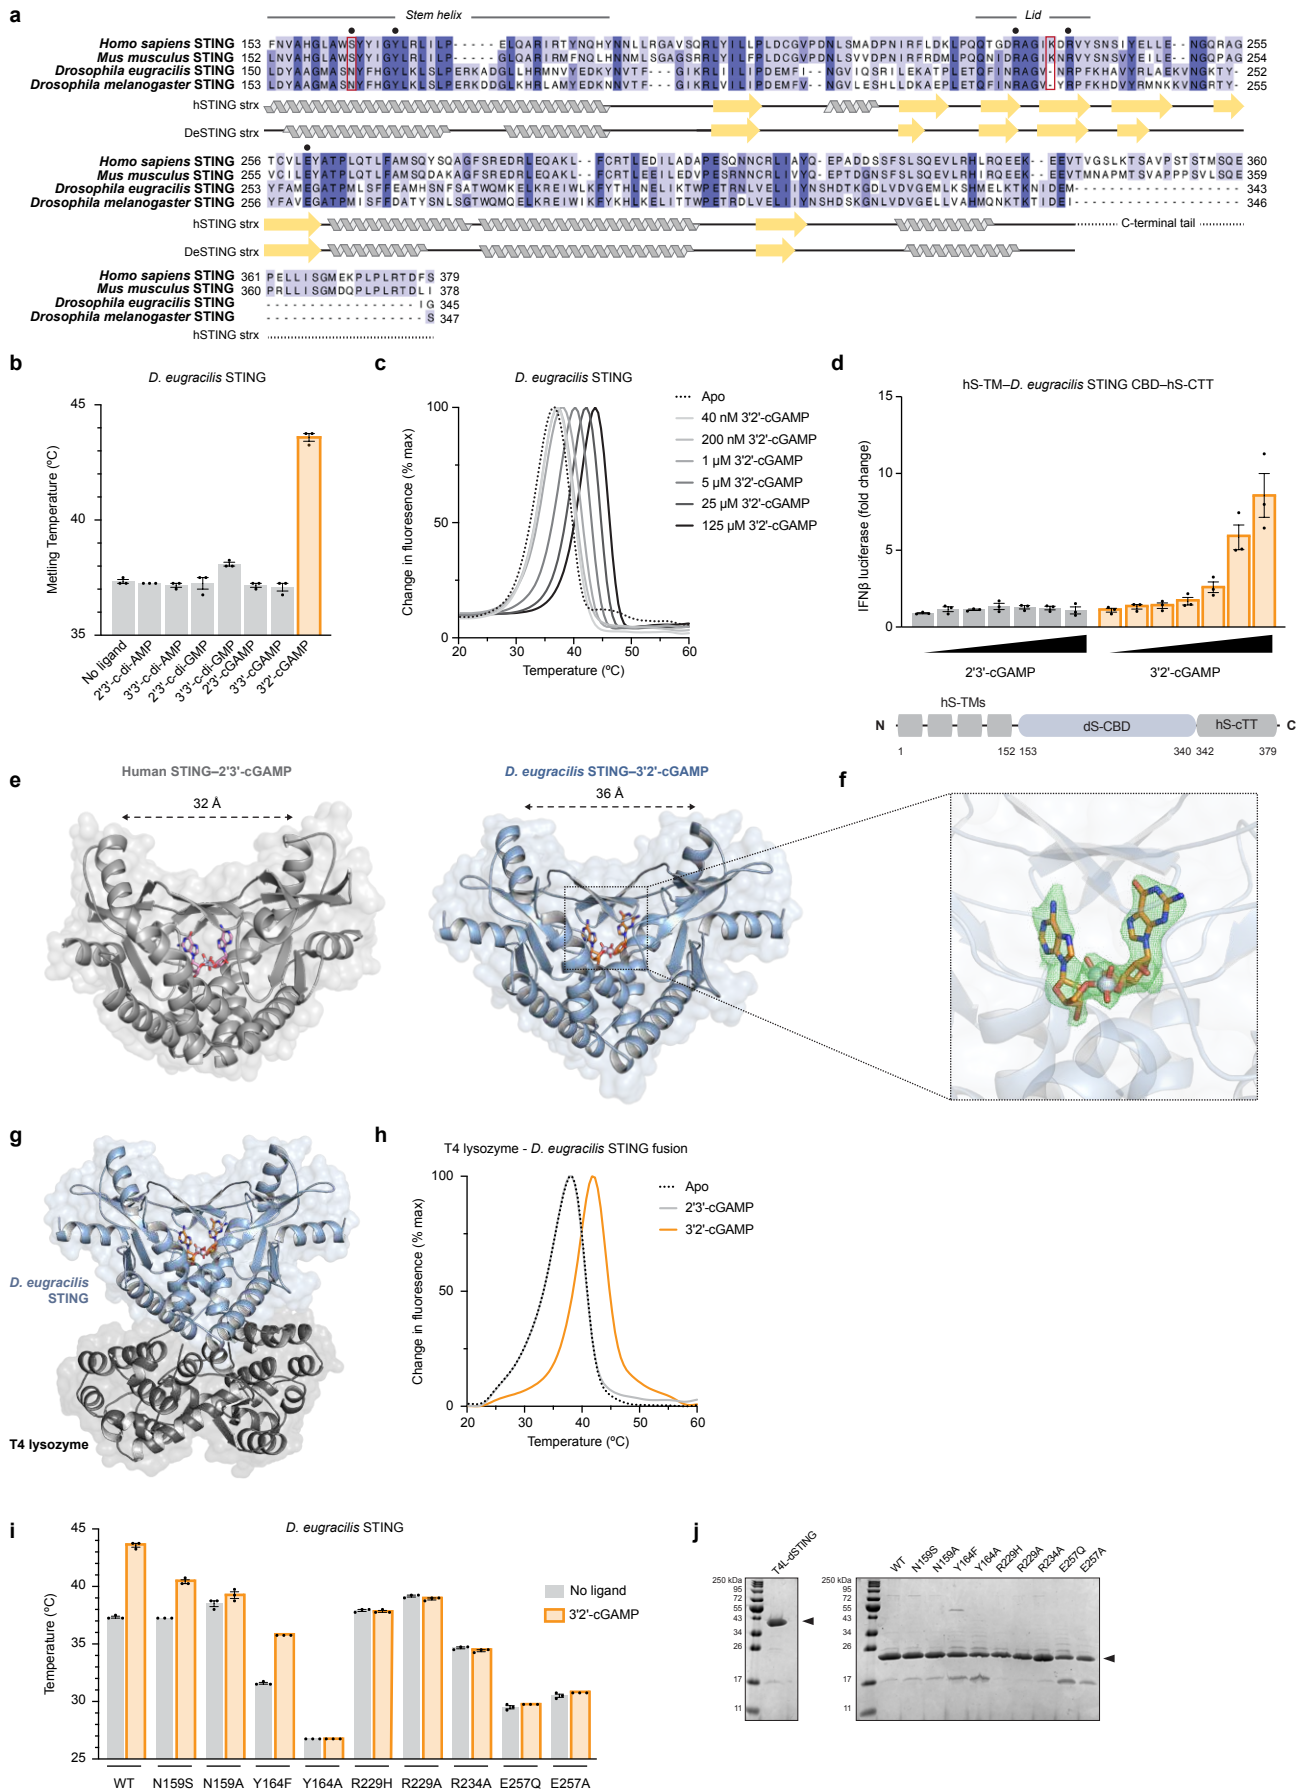 a
Stem helix
Lid
Homo sapiens STING
Mus musculus STING
Drosophila eugracilis STING
Drosophila melanogaster STING
hSTING strx
DeSTING strx
Homo sapiens STING 256
Mus musculus STING 255
Drosophila eugracilis STING 253
Drosophila melanogaster STING 256
hSTING strx
C-terminal tail
DeSTING strx
Homo sapiens STING 361 PELLISGMEKPLPLRTDFS 379
Mus musculus STING 360 PRLLISGMDQPLPLRTDLI 378
Drosophila eugracilis STING - - - - - - - - - - - - - - - - - IG 345
Drosophila melanogaster STING - - - - - - - - - - - - - - - - - - S 347
hSTING strx
b
D. eugracilis STING
Metling Temperature (ºC)
45
40
35
No ligand
2'3'-c-di-AMP
3'3'-c-di-AMP
2'3'-c-di-GMP
3'3'-c-di-GMP
2'3'-cGAMP
3'3'-cGAMP
3'2'-cGAMP
c
D. eugracilis STING
Change in fluoresence (% max)
100
50
0
20 30 40 50 60
Temperature (ºC)
Apo
40 nM 3'2'-cGAMP
200 nM 3'2'-cGAMP
1 µM 3'2'-cGAMP
5 µM 3'2'-cGAMP
25 µM 3'2'-cGAMP
125 µM 3'2'-cGAMP
d
hS-TM–D. eugracilis STING CBD–hS-CTT
IFNβ luciferase (fold change)
15
10
5
0
2'3'-cGAMP
3'2'-cGAMP
hS-TMs
N
dS-CBD
hS-cTT
C
1 152 153 340 342 379
e
Human STING–2'3'-cGAMP
32 Å
D. eugracilis STING–3'2'-cGAMP
36 Å
f
g
D. eugracilis
STING
T4 lysozyme
h
T4 lysozyme - D. eugracilis STING fusion
Change in fluoresence (% max)
100
50
0
20 30 40 50 60
Temperature (ºC)
Apo
2'3'-cGAMP
3'2'-cGAMP
i
D. eugracilis STING
Temperature (ºC)
45
40
35
30
25
No ligand
3'2'-cGAMP
WT N159S N159A Y164F Y164A R229H R229A R234A E257Q E257A
j
T4L-dSTING
250 kDa
95
72
55
43
34
26
17
11
WT N159S N159A Y164F Y164A R229H R229A R234A E257Q E257A
250 kDa
95
72
55
43
34
26
17
11